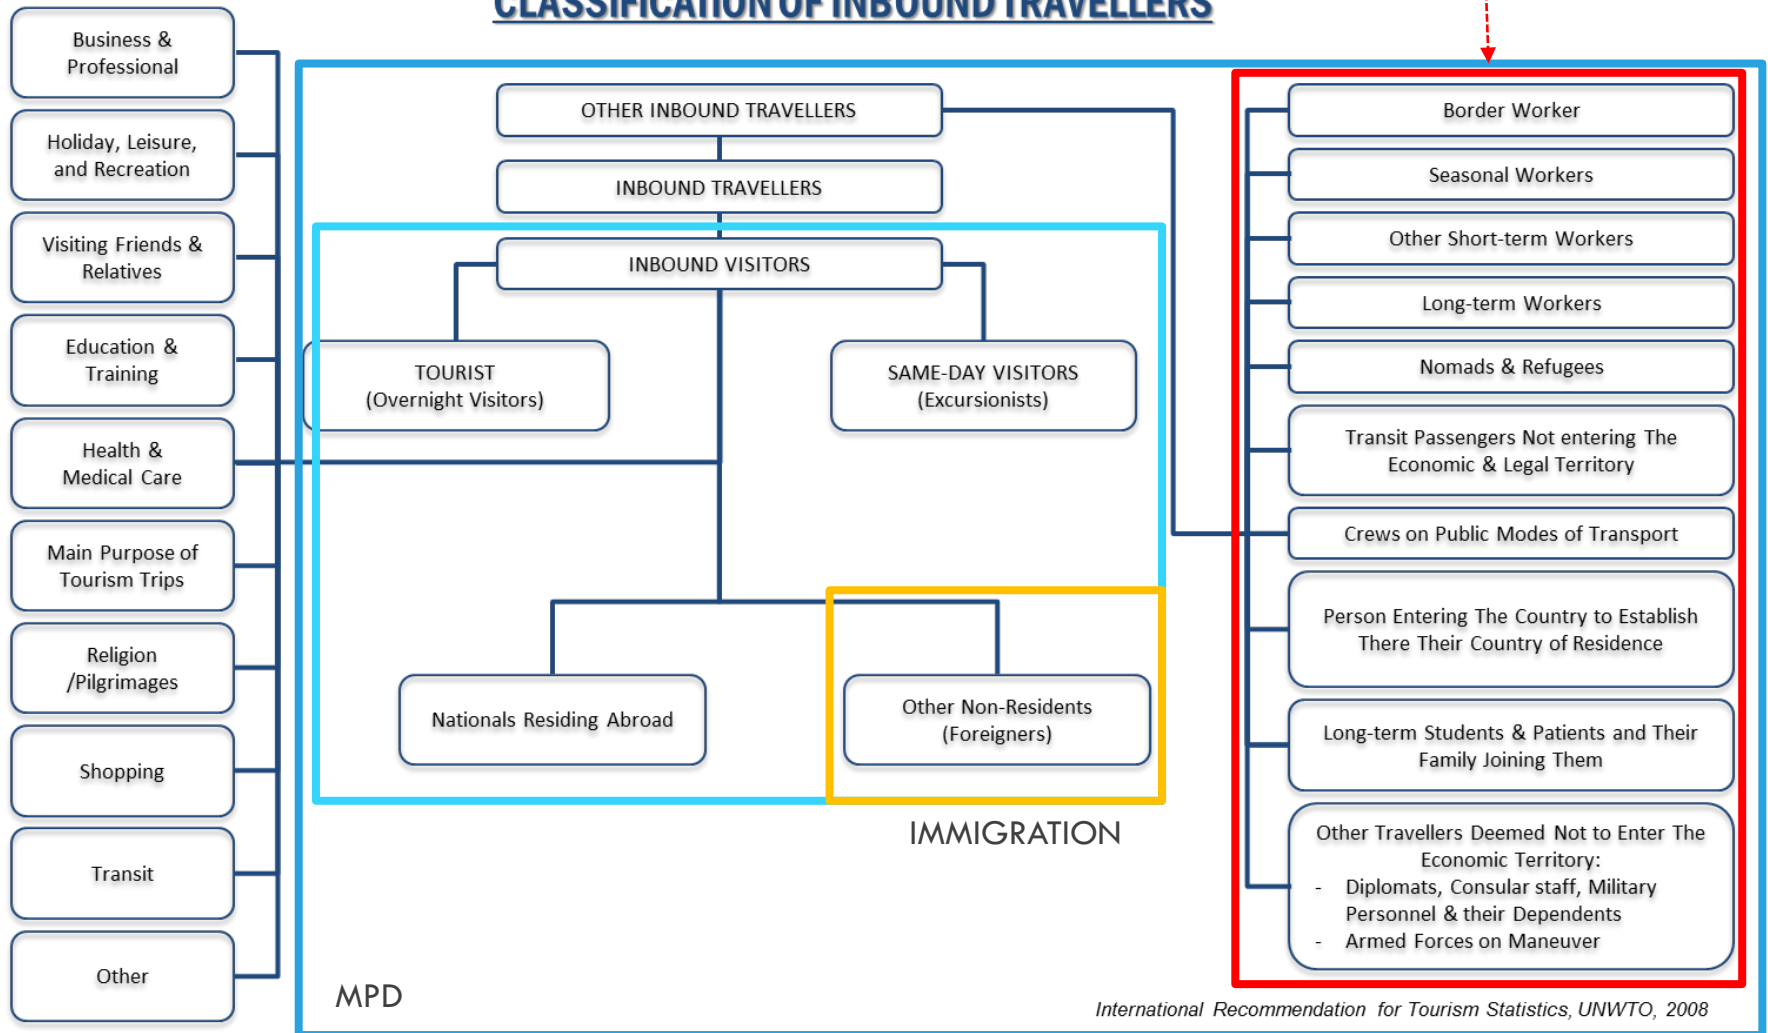 CLASSIFICATION OF INBOUND TRAVELLERS
Business &
Professional
Holiday, Leisure,
and Recreation
Visiting Friends &
Relatives
Education &
Training
Health &
Medical Care
Main Purpose of
Tourism Trips
Religion
/Pilgrimages
Shopping
Transit
Other
OTHER INBOUND TRAVELLERS
INBOUND TRAVELLERS
INBOUND VISITORS
TOURIST
(Overnight Visitors)
SAME-DAY VISITORS
(Excursionists)
Nationals Residing Abroad
Other Non-Residents
(Foreigners)
IMMIGRATION
MPD
Border Worker
Seasonal Workers
Other Short-term Workers
Long-term Workers
Nomads & Refugees
Transit Passengers Not entering The
Economic & Legal Territory
Crews on Public Modes of Transport
Person Entering The Country to Establish
There Their Country of Residence
Long-term Students & Patients and Their
Family Joining Them
Other Travellers Deemed Not to Enter The
Economic Territory:
- Diplomats, Consular staff, Military
Personnel & their Dependents
- Armed Forces on Maneuver
International Recommendation for Tourism Statistics, UNWTO, 2008